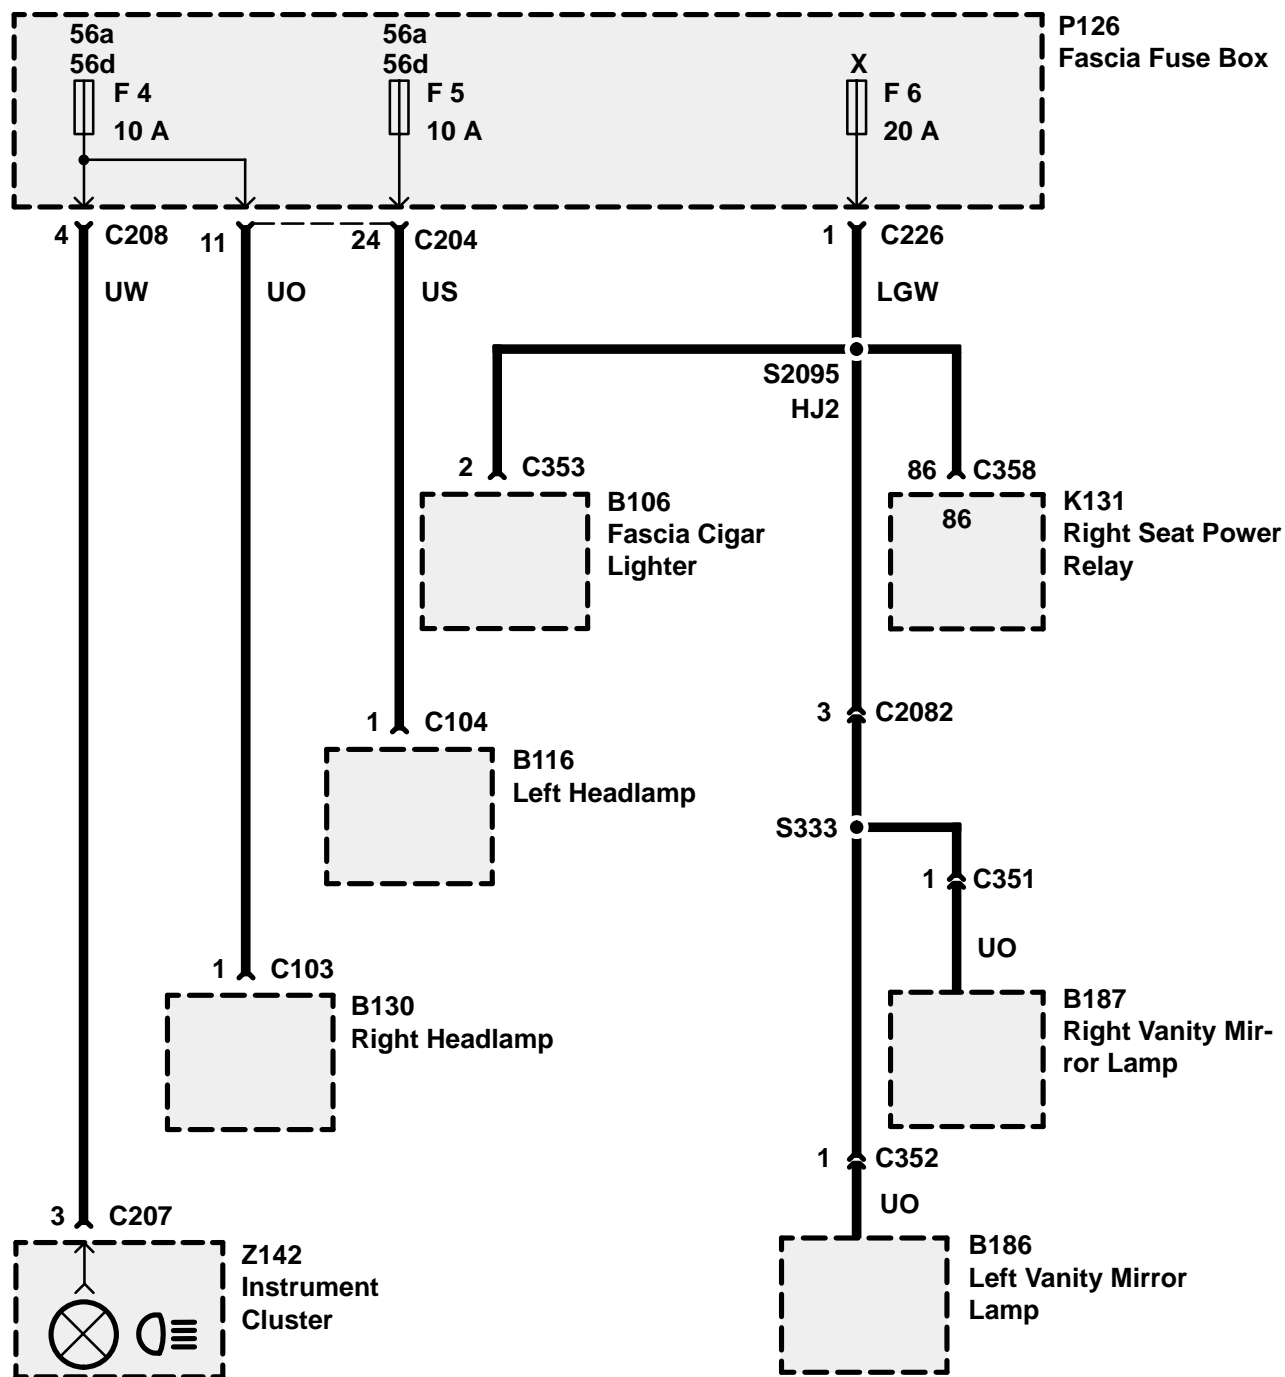 P126
Fascia Fuse Box
56a
56d
F 4
10 A
56a
56d
F 5
10 A
X
F 6
20 A
4 C208
11
24 C204
1 C226
UW
UO
US
LGW
S2095
HJ2
2 C353
86 C358
B106
Fascia Cigar
Lighter
86
K131
Right Seat Power
Relay
1 C104
3 C2082
B116
Left Headlamp
S333
1 C351
UO
1 C103
B130
Right Headlamp
B187
Right Vanity Mir-
ror Lamp
1 C352
UO
3 C207
Z142
Instrument
Cluster
B186
Left Vanity Mirror
Lamp